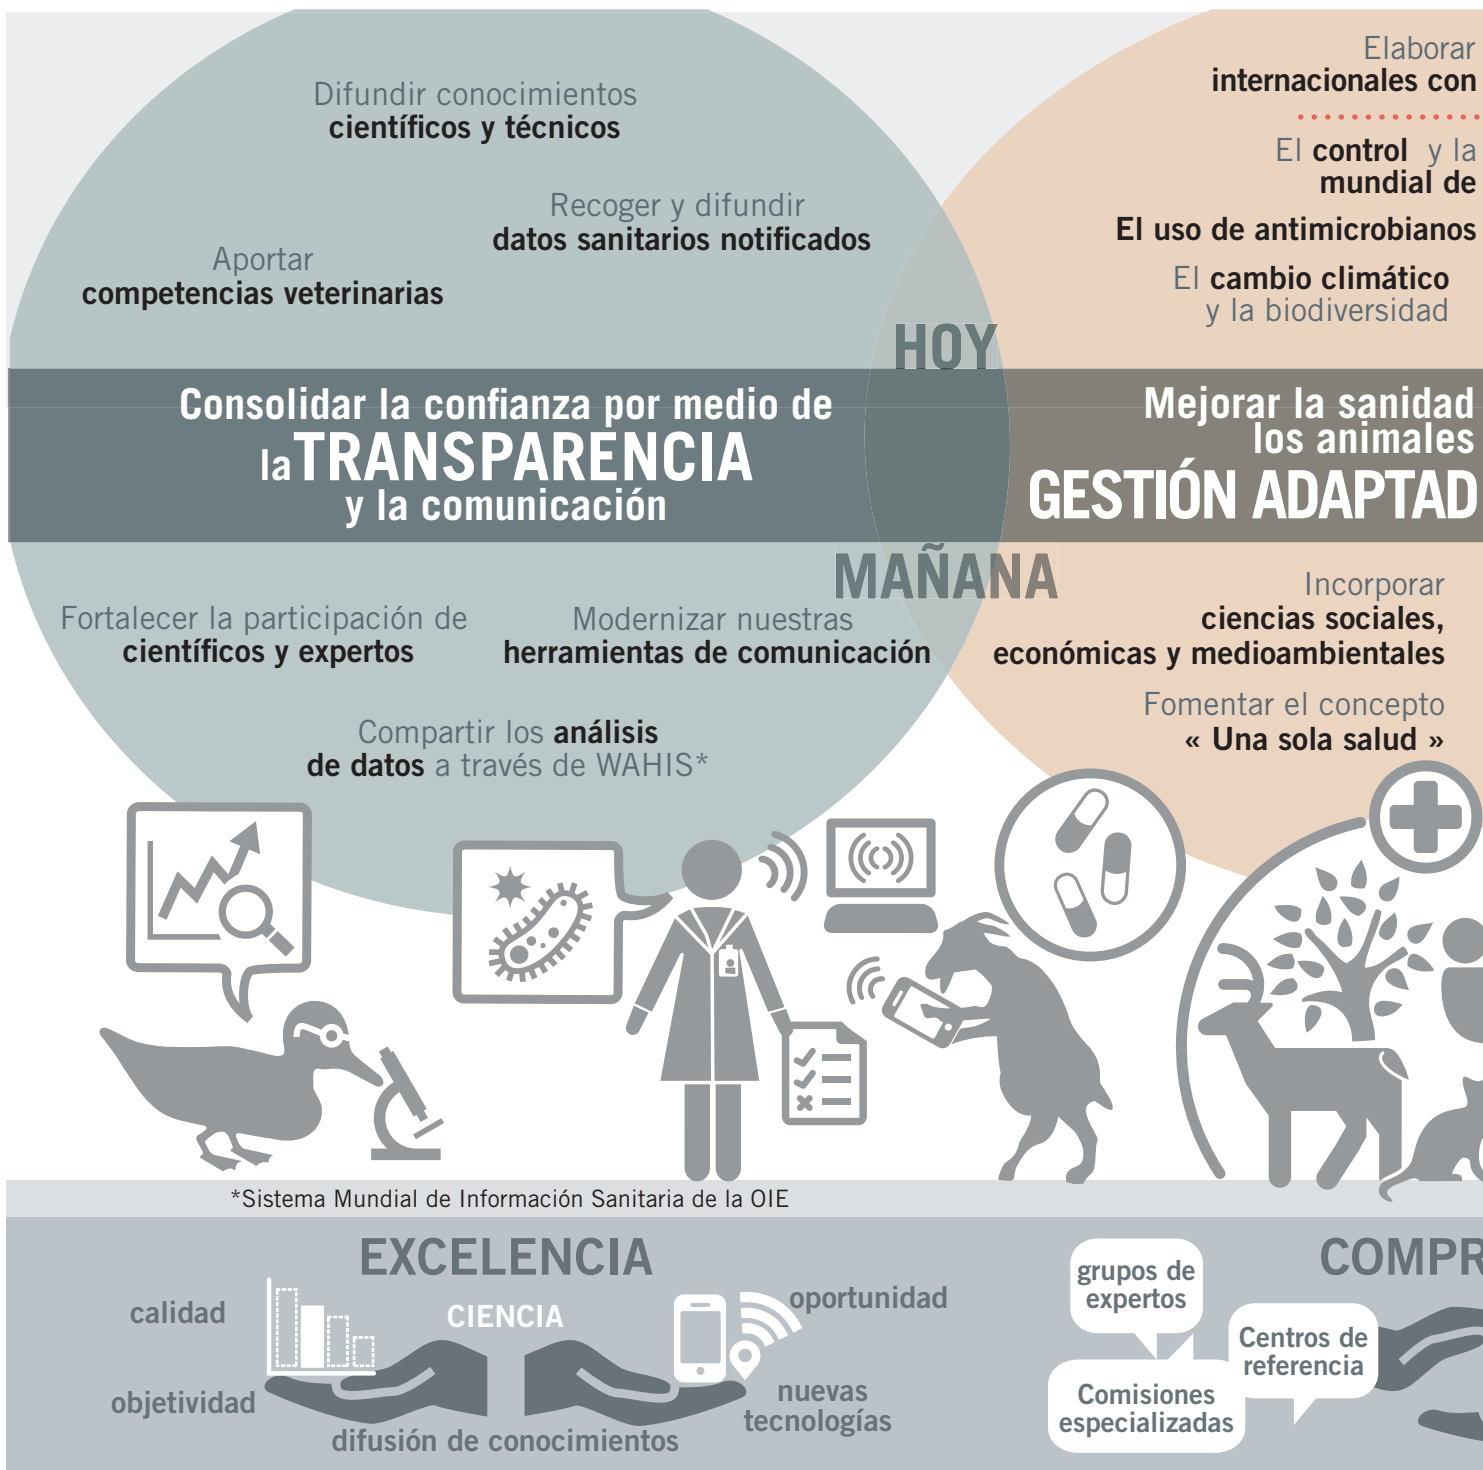 Difundir conocimientos
científicos y técnicos
Recoger y difundir
datos sanitarios notificados
Aportar
competencias veterinarias
Elaborar
internacionales con
El control y la
mundial de
El uso de antimicrobianos
El cambio climático
y la biodiversidad
HOY
Consolidar la confianza por medio de
la TRANSPARENCIA
y la comunicación
Mejorar la sanidad
los animales
GESTIÓN ADAPTAD
MAÑANA
Fortalecer la participación de
científicos y expertos
Modernizar nuestras
herramientas de comunicación
Compartir los análisis
de datos a través de WAHIS*
Incorporar
ciencias sociales,
económicas y medioambientales
Fomentar el concepto
« Una sola salud »
*Sistema Mundial de Información Sanitaria de la OIE
EXCELENCIA
calidad
CIENCIA
oportunidad
objetividad
nuevas
tecnologías
difusión de conocimientos
COMPR
grupos de
expertos
Centros de
referencia
Comisiones
especializadas